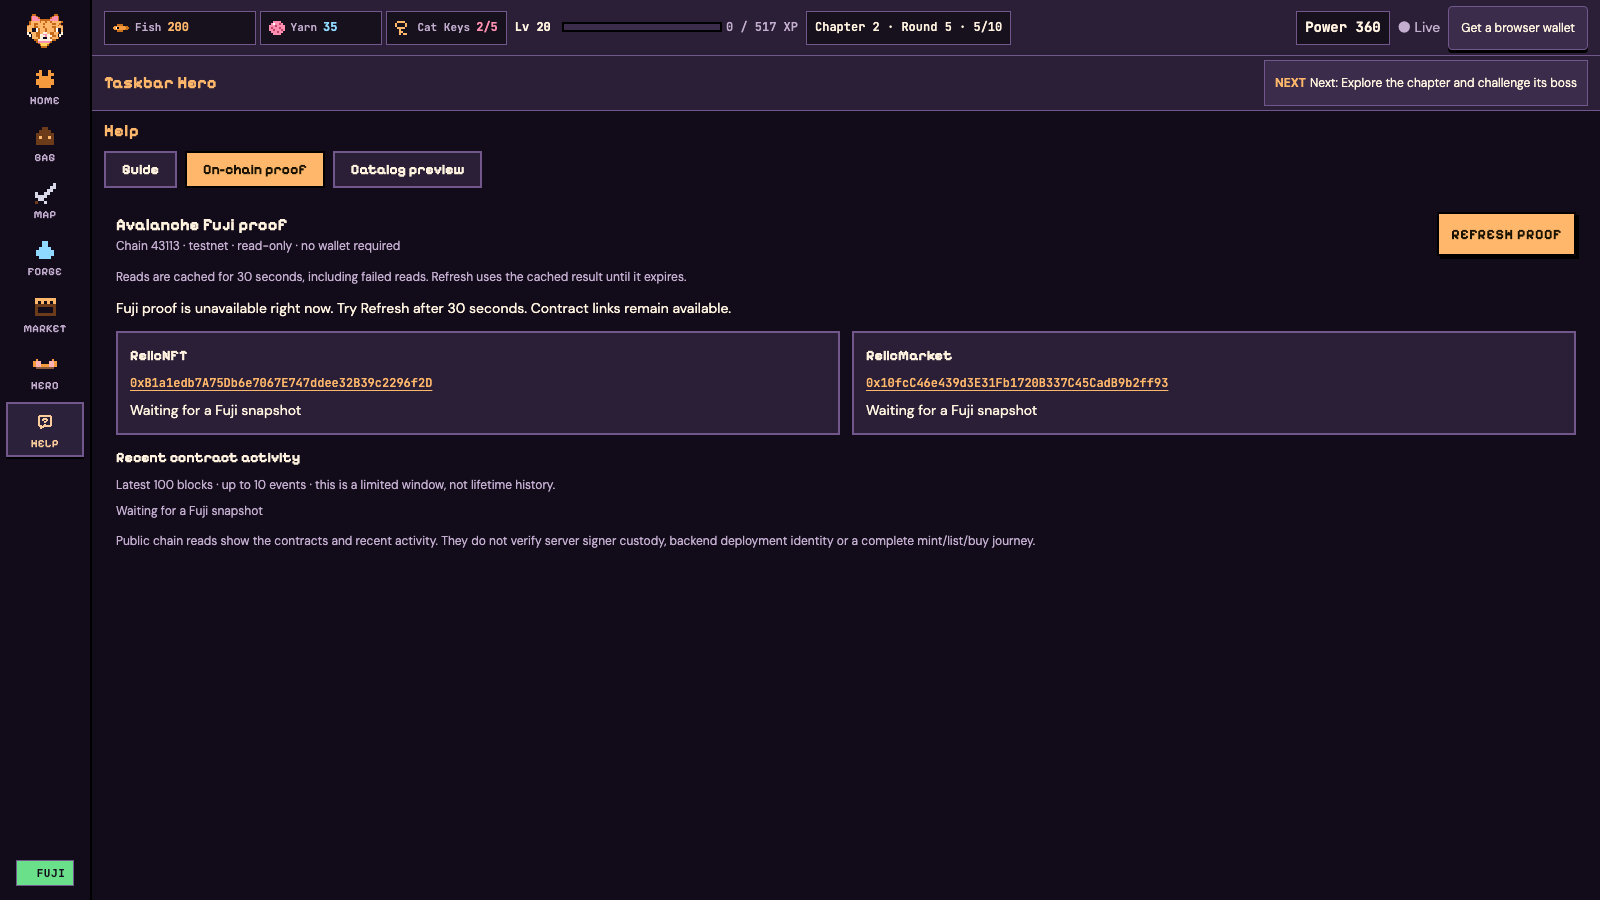 Fish 200
Yarn 35
Cat Keys 2/5
Lv 20
0 / 517 XP
Chapter 2 · Round 5 · 5/10
Power 360
Live
Get a browser wallet
HOME
BAG
MAP
FORGE
MARKET
HERO
HELP
FUJI
Taskbar Hero
NEXT Next: Explore the chapter and challenge its boss
Help
Guide
On-chain proof
Catalog preview
Avalanche Fuji proof
Chain 43113 · testnet · read-only · no wallet required
REFRESH PROOF
Reads are cached for 30 seconds, including failed reads. Refresh uses the cached result until it expires.
Fuji proof is unavailable right now. Try Refresh after 30 seconds. Contract links remain available.
RelicNFT
0xB1a1edb7A75Db6e7067E747ddee32B39c2296f2D
Waiting for a Fuji snapshot
RelicMarket
0x10fcC46e439d3E31Fb1720B337C45CadB9b2ff93
Waiting for a Fuji snapshot
Recent contract activity
Latest 100 blocks · up to 10 events · this is a limited window, not lifetime history.
Waiting for a Fuji snapshot
Public chain reads show the contracts and recent activity. They do not verify server signer custody, backend deployment identity or a complete mint/list/buy journey.